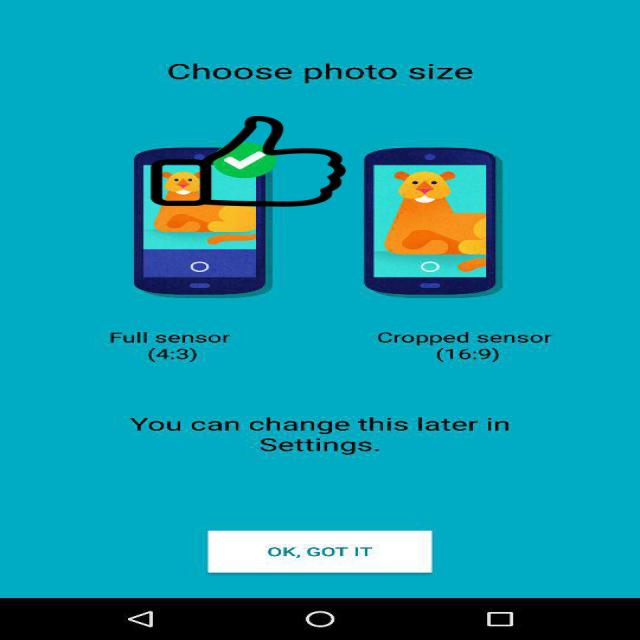 Choose photo size
Full sensor
(4:3)
Cropped sensor
(16:9)
You can change this later in
Settings.
OK, GOT IT